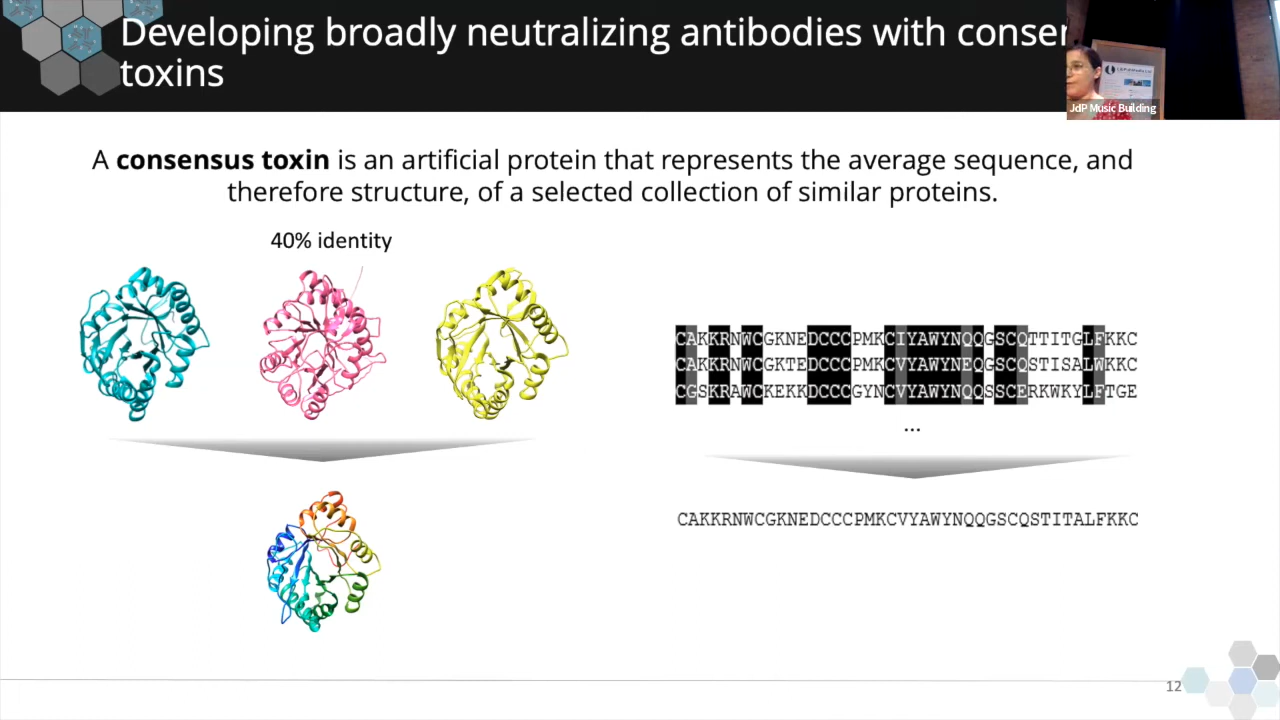 Developing broadly neutralizing antibodies with conser
toxins
JdP Music Building
A consensus toxin is an artificial protein that represents the average sequence, and
therefore structure, of a selected collection of similar proteins.
40% identity
CAKKRNWCGKNEDCCCPMKCIYAWYNQQGSCQTTITGLFKKC
CAKKRNWCGKTEDCCCPMKCVYAWYNEQGSCQSTISALWKKC
CGSKRAWCKEKKDCCCGYNCVYAWYNQQSSCERKWKYLFTGE
...
CAKKRNWCGKNEDCCCPMKCVYAWYNQQGSCQSTITALFKKC
12